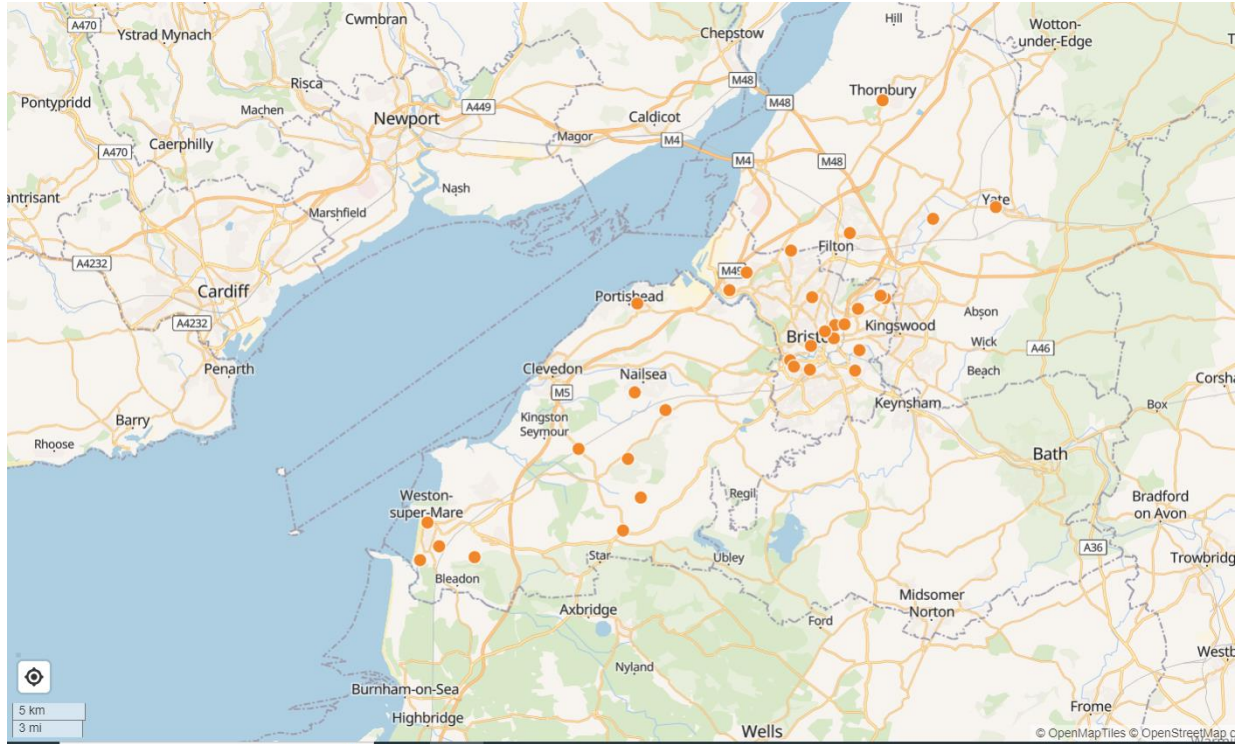 A470
Ystrad Mynach
Cwmbran
Chepstow
Hill
Wotton-
under-Edge
Risca
M48
M48
Thornbury
Pontypridd
Machen
A449
Newport
Caldicot
Magor
M4
A470
Caerphilly
M4
M48
Nash
antrisant
Yate
Marshfield
Filton
A4232
M49
Cardiff
Portishead
Abson
A4232
Kingswood
Wick
A46
Penarth
Clevedon
Nailsea
Beach
Corsha
M5
Keynsham
Box
Barry
Kingston
Seymour
Rhoose
Bath
Weston-
super-Mare
Regil
Bradford
on Avon
A36
Star
Ubley
Trowbridg
Bleadon
Midsomer
Norton
Axbridge
Ford
Nyland
Westb
Burnham-on-Sea
5 km
Frome
3 mi
Highbridge
Wells
© OpenMapTiles © OpenStreetMap c